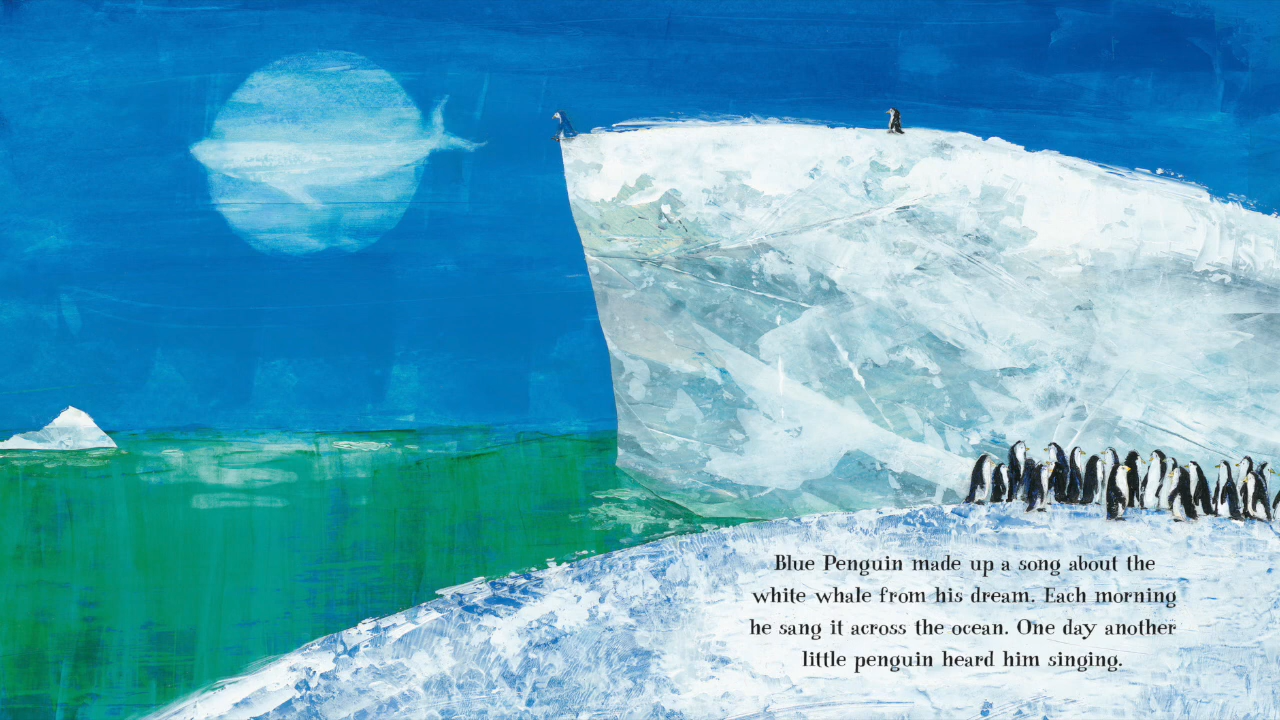 Blue Penguin made up a song about the
white whale from his dream. Each morning
he sang it across the ocean. One day another
little penguin heard him singing.